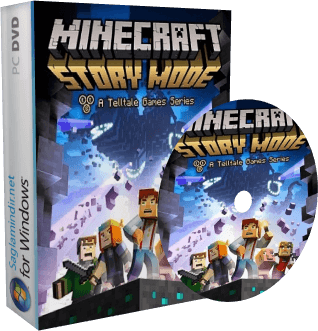 PC DVD
Saglamindir.net
for Windows
MINECRAFT
STORY MODE
A Telltale Games Series
MINECRAFT
STORY MODE
A Telltale Games Series